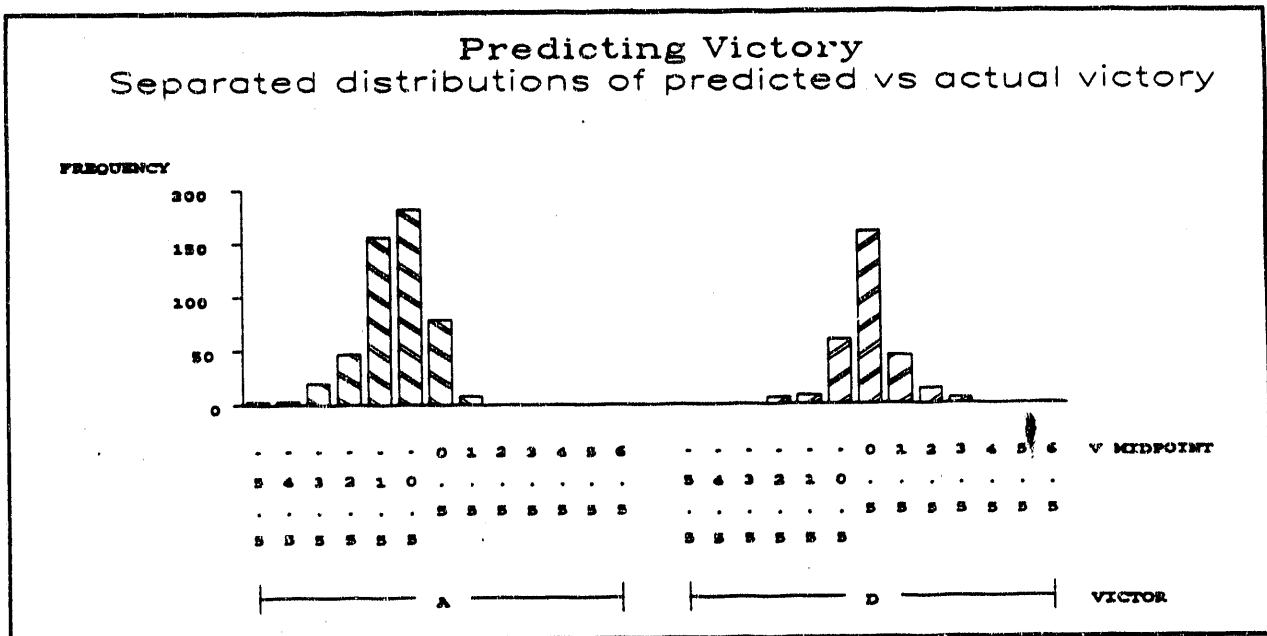 Predicting Victory
Separated distributions of predicted vs actual victory
FREQUENCY
200
150
100
50
0
- - - - - - 0 1 2 3 4 5 6 - - - - - - 0 1 2 3 4 5 6 V MIDPOINT
5 4 3 2 1 0 . . . . . . . 5 4 3 2 1 0 . . . . . . .
. . . . . . 5 5 5 5 5 5 5 . . . . . . 5 5 5 5 5 5 5
5 5 5 5 5 5 5 5 5 5 5 5
A D VICTOR